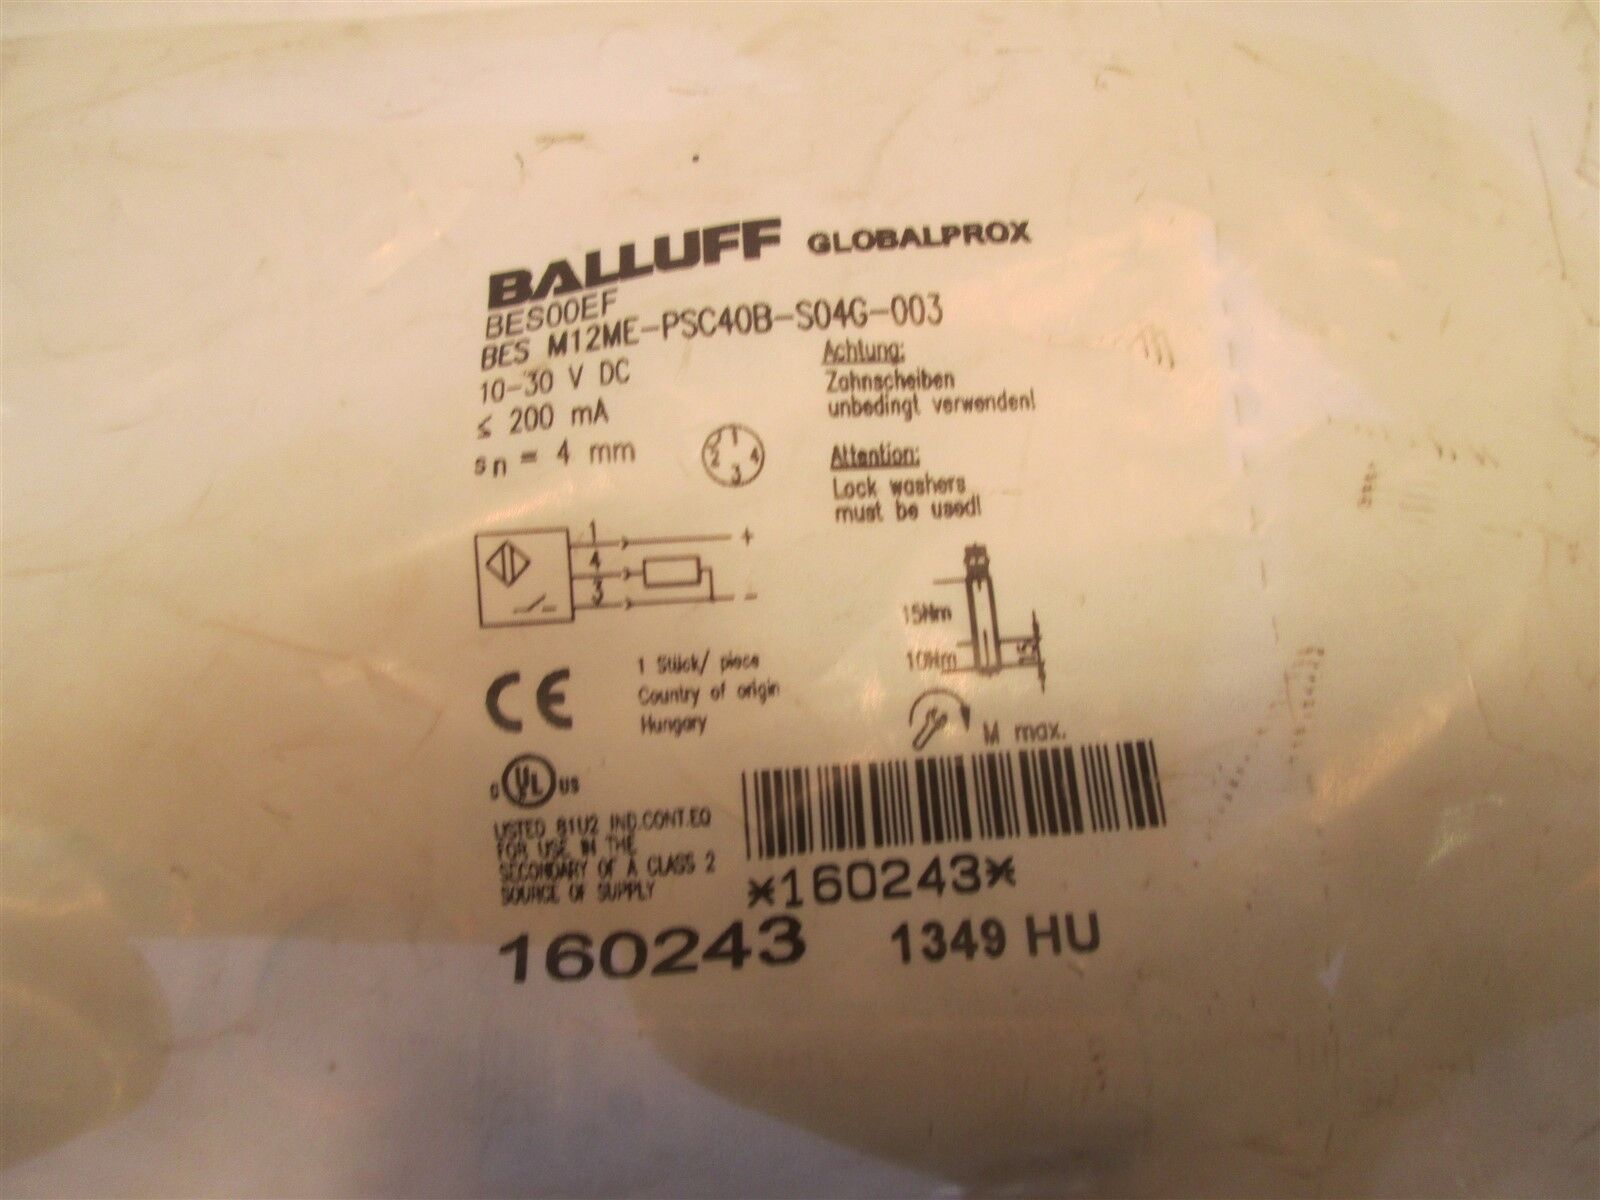 BALLUFF GLOBALPROX
BES00EF
BES M12ME-PSC40B-S04G-003
10-30 V DC
≤ 200 mA
sn = 4 mm
1
2 4
3
Achtung:
Zahnscheiben
unbedingt verwenden!
Attention:
Lock washers
must be used!
1
4
3
+
-
15Nm
10Nm
M max.
CE
1 Stück/ piece
Country of origin
Hungary
c UL us
LISTED 81U2 IND.CONT.EQ
FOR USE IN THE
SECONDARY OF A CLASS 2
SOURCE OF SUPPLY
*160243*
160243 1349 HU